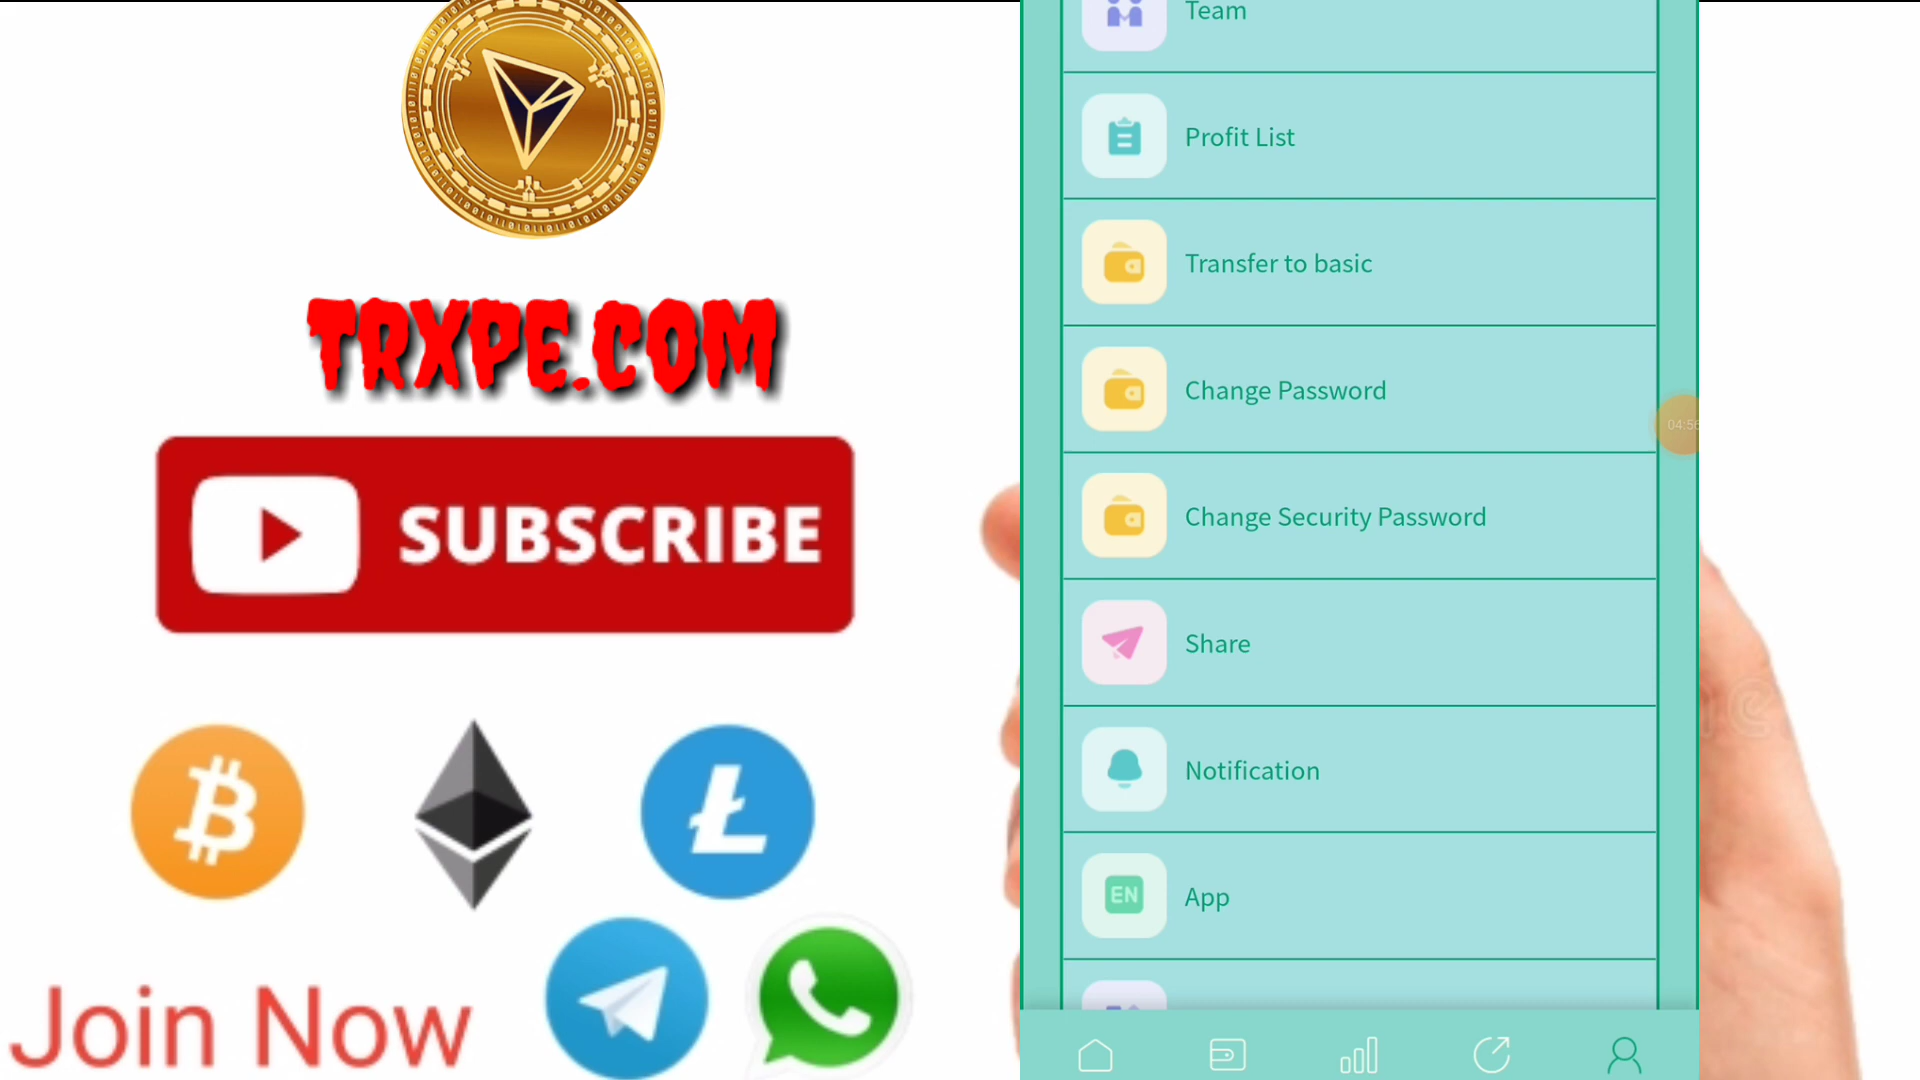 TRXPE.COM
SUBSCRIBE
Join Now
Team
Profit List
Transfer to basic
Change Password
Change Security Password
Share
Notification
EN
App